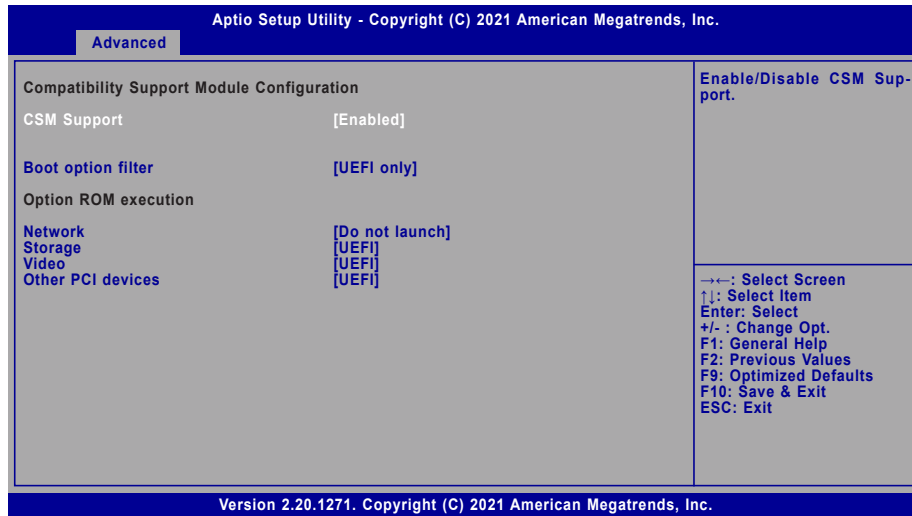 Aptio Setup Utility - Copyright (C) 2021 American Megatrends, Inc.
Advanced
Compatibility Support Module Configuration
CSM Support [Enabled]
Boot option filter [UEFI only]
Option ROM execution
Network [Do not launch]
Storage [UEFI]
Video [UEFI]
Other PCI devices [UEFI]
Enable/Disable CSM Sup-
port.
→←: Select Screen
↑↓: Select Item
Enter: Select
+/- : Change Opt.
F1: General Help
F2: Previous Values
F9: Optimized Defaults
F10: Save & Exit
ESC: Exit
Version 2.20.1271. Copyright (C) 2021 American Megatrends, Inc.